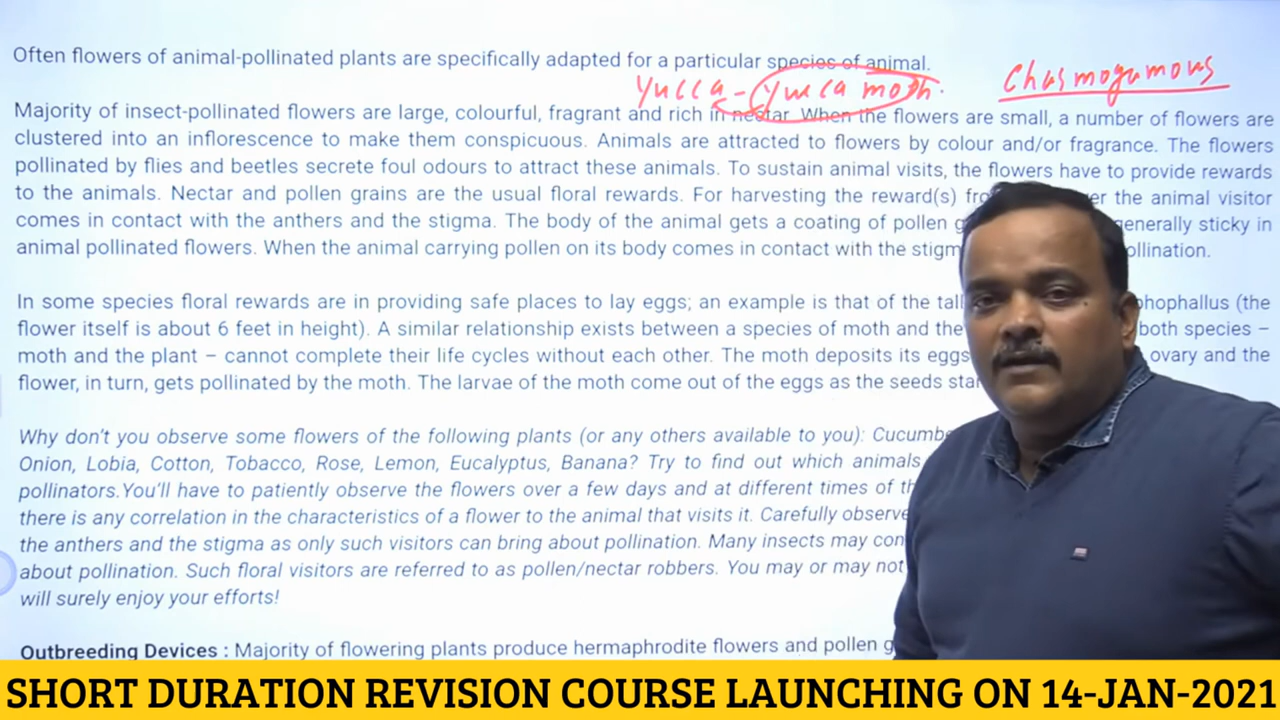 Often flowers of animal-pollinated plants are specifically adapted for a particular species of animal.
Yucca - Yucca moth.
Chasmogamous
Majority of insect-pollinated flowers are large, colourful, fragrant and rich in nectar. When the flowers are small, a number of flowers are
clustered into an inflorescence to make them conspicuous. Animals are attracted to flowers by colour and/or fragrance. The flowers
pollinated by flies and beetles secrete foul odours to attract these animals. To sustain animal visits, the flowers have to provide rewards
to the animals. Nectar and pollen grains are the usual floral rewards. For harvesting the reward(s) the animal visitor
comes in contact with the anthers and the stigma. The body of the animal gets a coating of pollen generally sticky in
animal pollinated flowers. When the animal carrying pollen on its body comes in contact with the
In some species floral rewards are in providing safe places to lay eggs; an example is that of the (the
flower itself is about 6 feet in height). A similar relationship exists between a species of moth and the both species –
moth and the plant – cannot complete their life cycles without each other. The moth deposits its eggs ovary and the
flower, in turn, gets pollinated by the moth. The larvae of the moth come out of the eggs as the seeds
Why don't you observe some flowers of the following plants (or any others available to you):
Onion, Lobia, Cotton, Tobacco, Rose, Lemon, Eucalyptus, Banana? Try to find out which animals
pollinators.You'll have to patiently observe the flowers over a few days and at different times of
there is any correlation in the characteristics of a flower to the animal that visits it. Carefully observe
the anthers and the stigma as only such visitors can bring about pollination. Many insects may
about pollination. Such floral visitors are referred to as pollen/nectar robbers. You may or may not
will surely enjoy your efforts!
Outbreeding Devices : Majority of flowering plants produce hermaphrodite flowers and pollen
SHORT DURATION REVISION COURSE LAUNCHING ON 14-JAN-2021